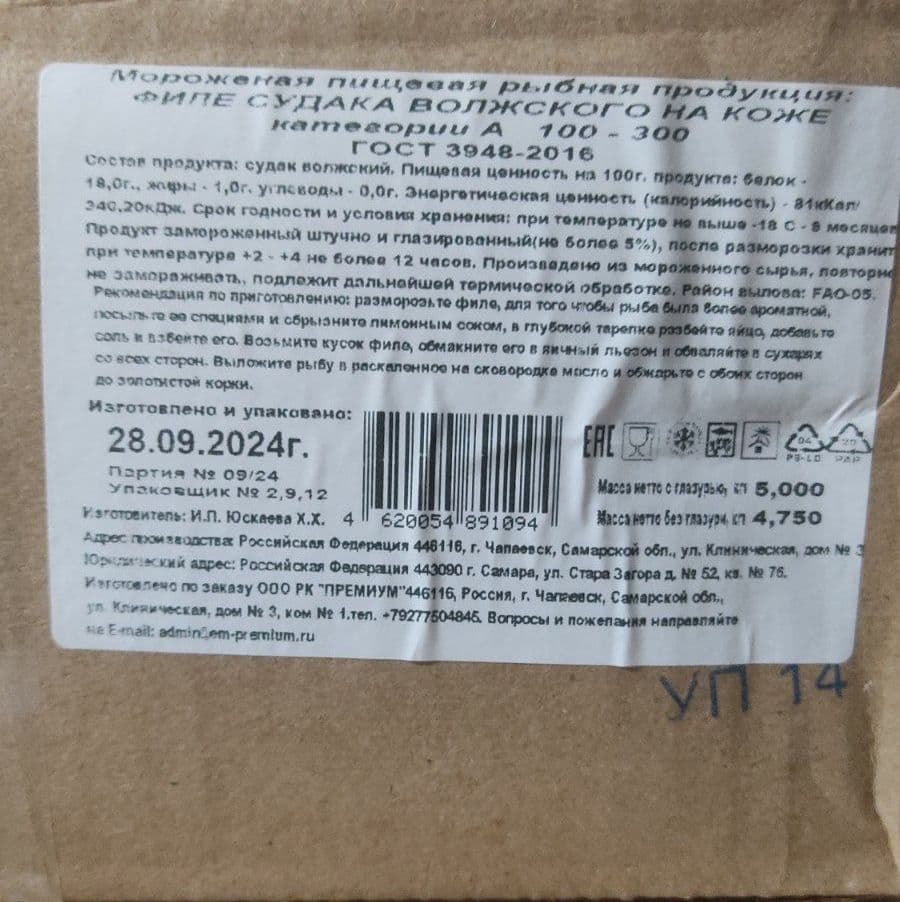 Мороженая пищевая рыбная продукция:
ФИЛЕ СУДАКА ВОЛЖСКОГО НА КОЖЕ
категории А 100 - 300
ГОСТ 3948-2016
Состав продукта: судак волжский. Пищевая ценность на 100г. продукта: белок -
18,0г., жиры - 1,0г. углеводы - 0,0г. Энергетическая ценность (калорийность) - 81кКал/
340,20кДж. Срок годности и условия хранения: при температуре не выше -18 С - 8 месяцев
Продукт замороженный штучно и глазированный(не более 5%), после разморозки хранит
при температуре +2 - +4 не более 12 часов. Произведено из мороженного сырья, повторно
не замораживать, подлежит дальнейшей термической обработке. Район вылова: FAO-05.
Рекомендация по приготовлению: разморозьте филе, для того чтобы рыба была более ароматной,
посыпьте ее специями и сбрызните лимонным соком, в глубокой тарелке разбейте яйцо, добавьте
соль и взбейте его. Возьмите кусок филе, обмакните его в яичный льезон и обваляйте в сухарях
со всех сторон. Выложите рыбу в раскаленное на сковородке масло и обжарьте с обоих сторон
до золотистой корки.
Изготовлено и упаковано:
28.09.2024г.
Партия № 09/24
Упаковщик № 2,9,12
EAC
04
PS-LD
20
PAP
Масса нетто с глазурью, кг 5,000
Масса нетто без глазури, кг 4,750
Изготовитель: И.П. Юскаева Х.Х.
4 620054 891094
Адрес производства: Российская Федерация 446116, г. Чапаевск, Самарской обл., ул. Клиническая, дом № 3
Юридический адрес: Российская Федерация 443090 г. Самара, ул. Стара Загора д. № 52, кв. № 76.
Изготовлено по заказу ООО РК "ПРЕМИУМ"446116, Россия, г. Чапаевск, Самарской обл.,
ул. Клиническая, дом № 3, ком № 1.тел. +79277504845. Вопросы и пожелания направляйте
на E-mail: admin@em-premium.ru
УП 14